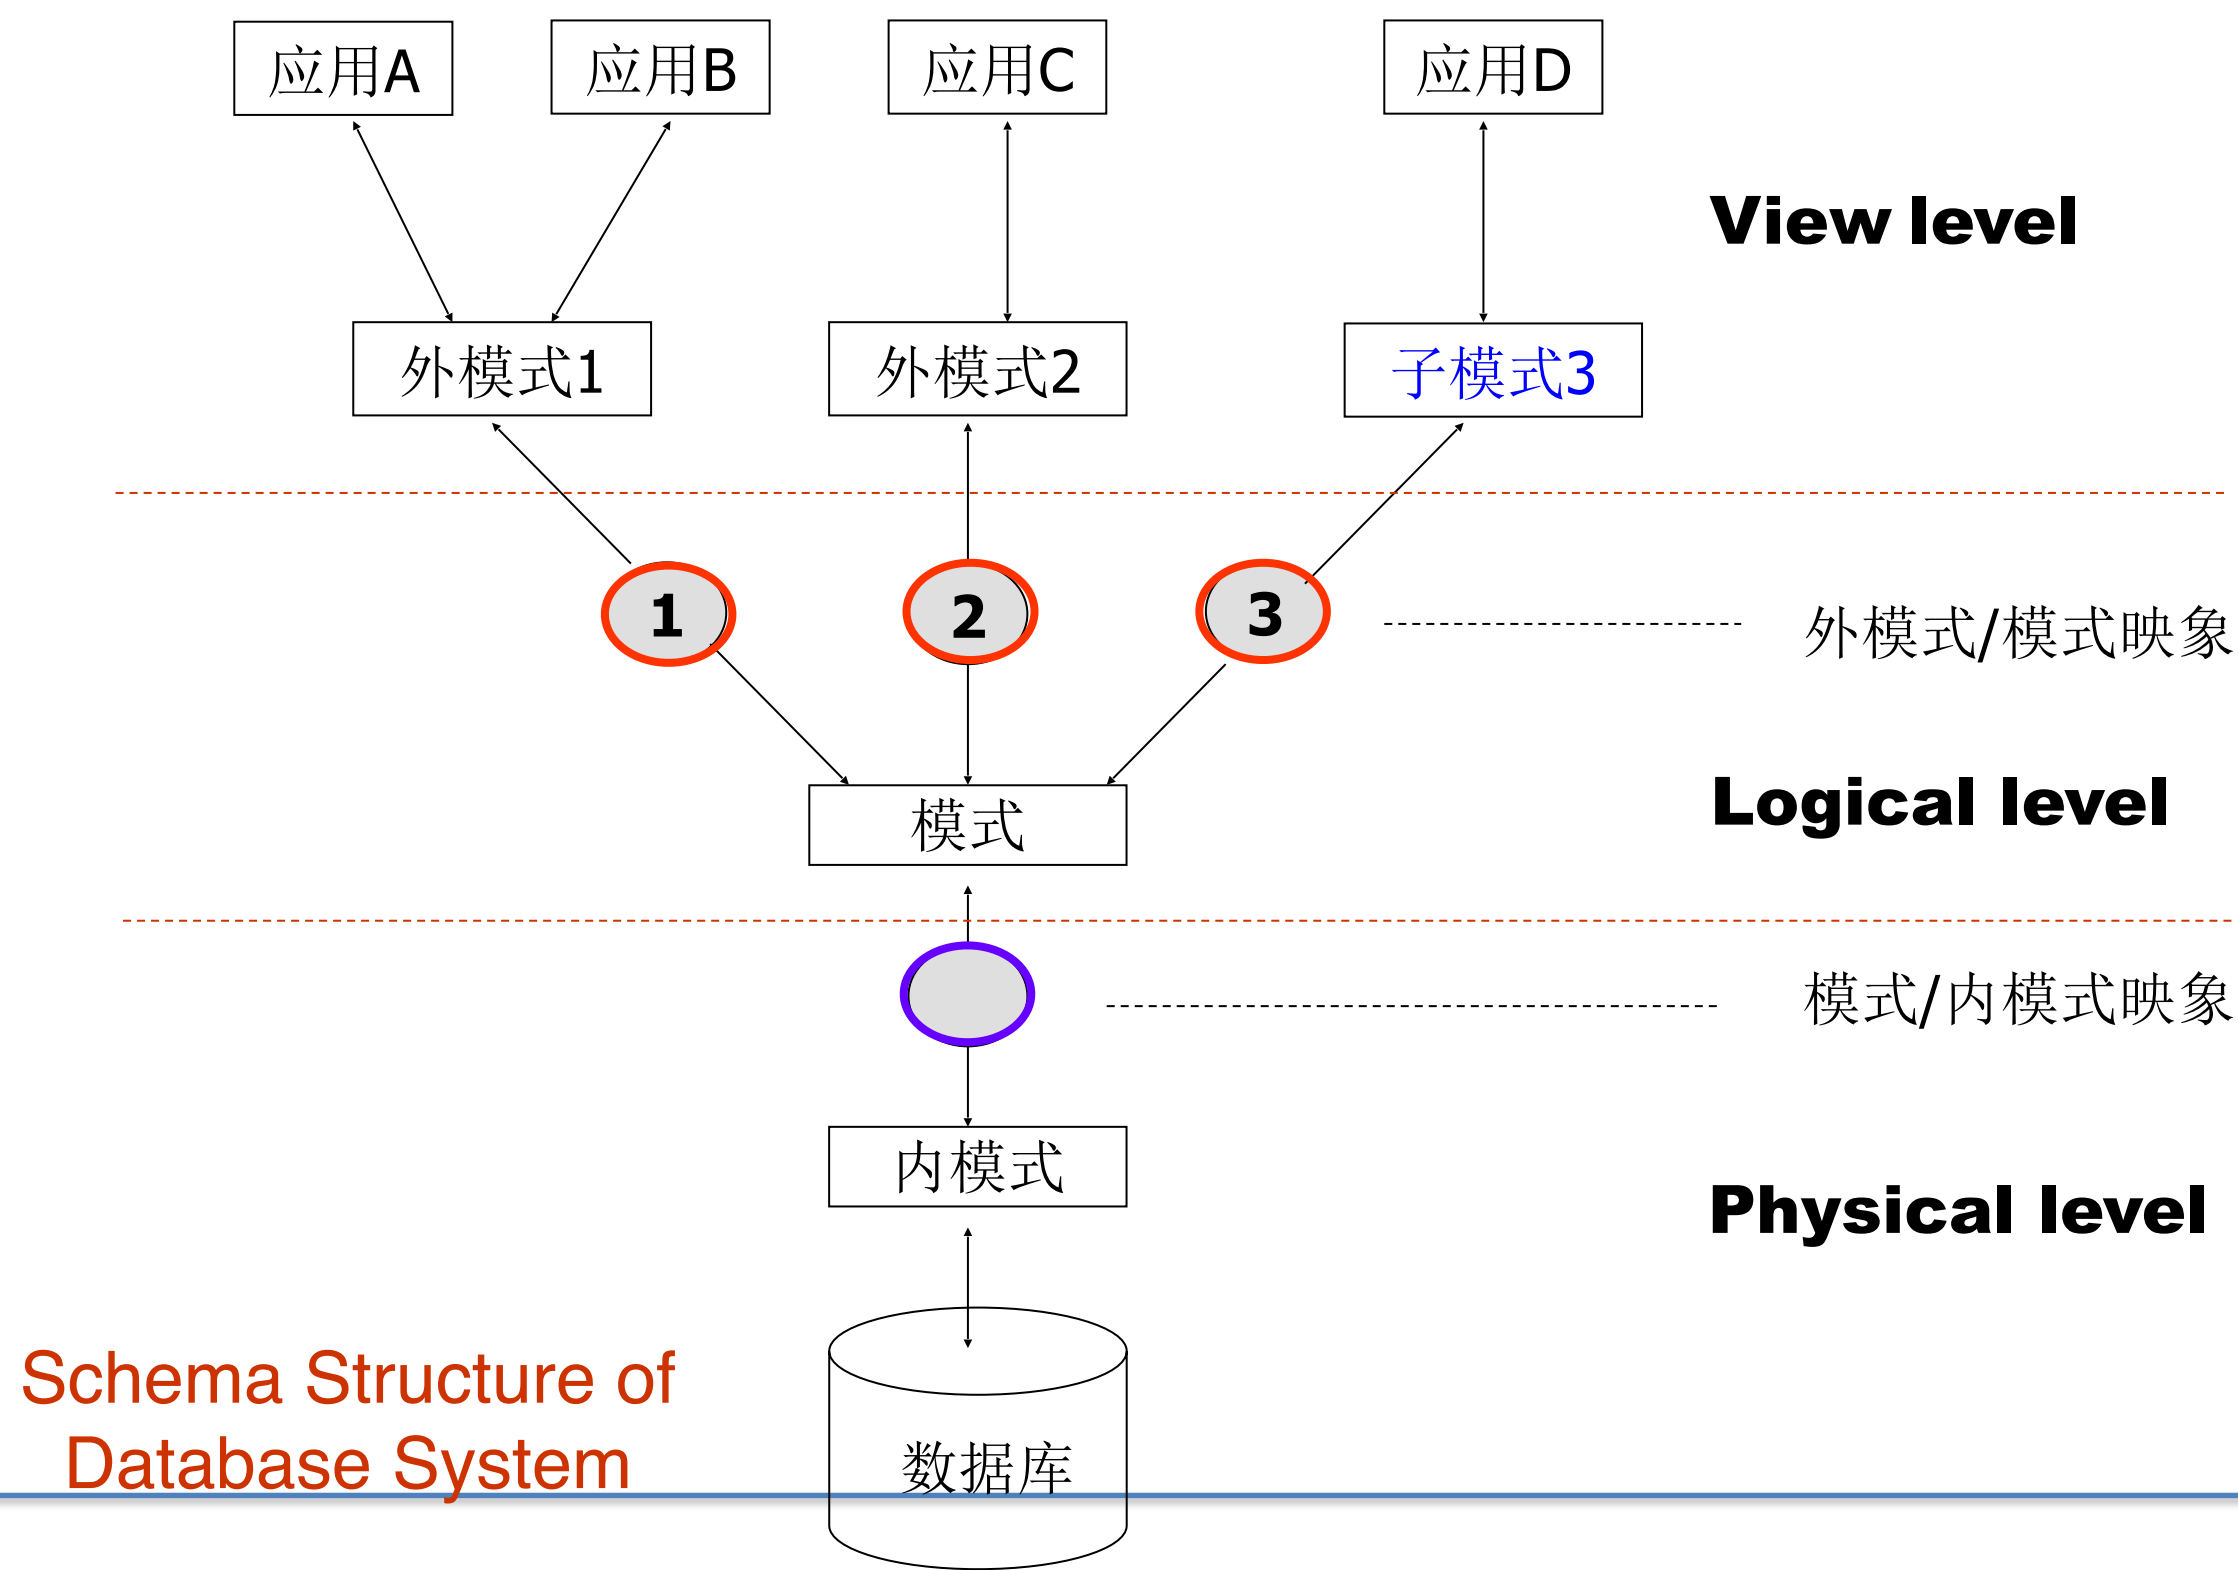 应用A
应用B
应用C
应用D
View level
外模式1
外模式2
子模式3
1
2
3
外模式/模式映象
Logical level
模式
模式/内模式映象
内模式
Physical level
Schema Structure of
Database System
数据库